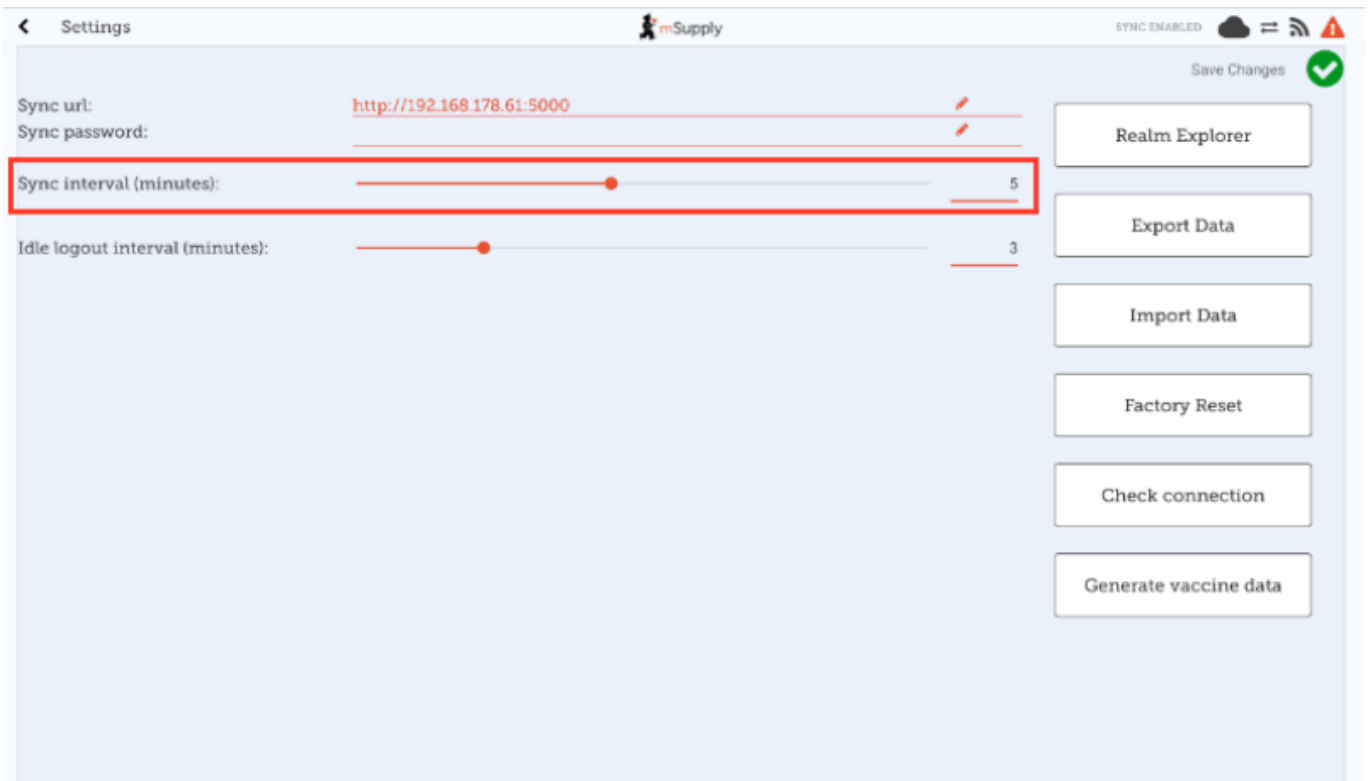 Settings
mSupply
SYNC ENABLED
Save Changes
Sync url:
http://192.168.178.61:5000
Sync password:
Sync interval (minutes):
5
Idle logout interval (minutes):
3
Realm Explorer
Export Data
Import Data
Factory Reset
Check connection
Generate vaccine data